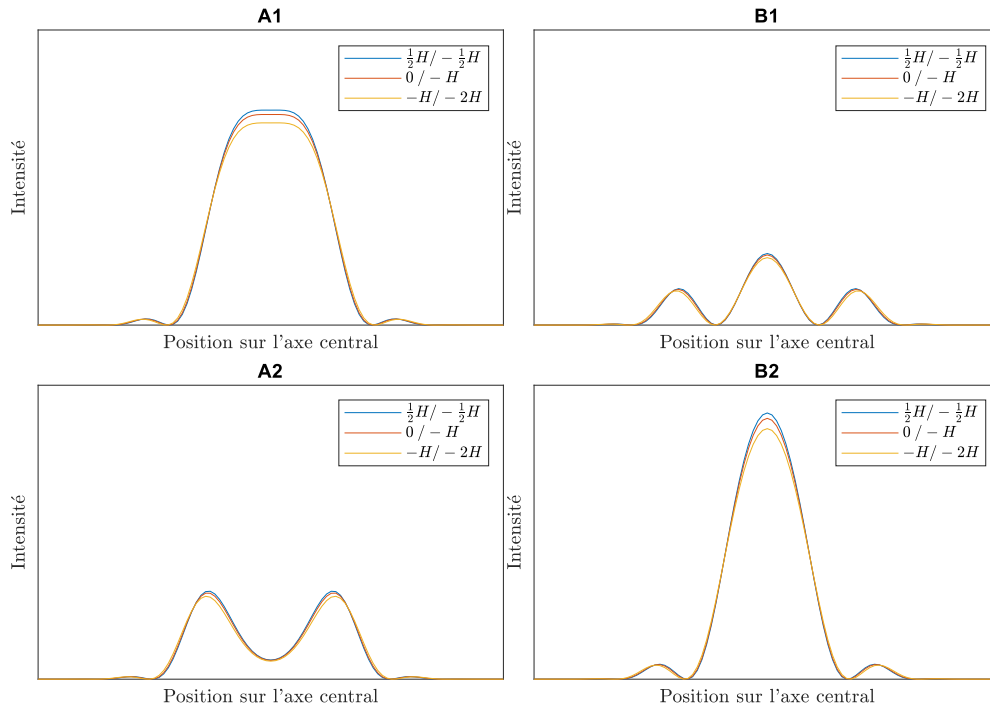 A1
½H/ − ½H
0 / − H
−H/ − 2H
Intensité
Position sur l'axe central
B1
½H/ − ½H
0 / − H
−H/ − 2H
Intensité
Position sur l'axe central
A2
½H/ − ½H
0 / − H
−H/ − 2H
Intensité
Position sur l'axe central
B2
½H/ − ½H
0 / − H
−H/ − 2H
Intensité
Position sur l'axe central